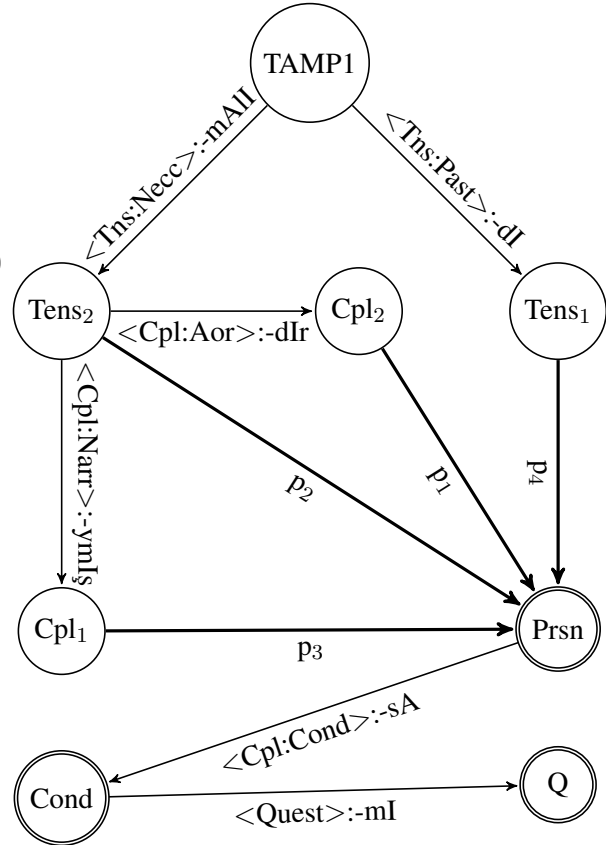 TAMP1
<Tns:Necc>:-mAlI
<Tns:Past>:-dI
Tens₂
<Cpl:Aor>:-dIr
Cpl₂
Tens₁
<Cpl:Narr>:-ymIş
p₂
p₁
p₄
Cpl₁
p₃
Prsn
<Cpl:Cond>:-sA
Cond
<Quest>:-mI
Q